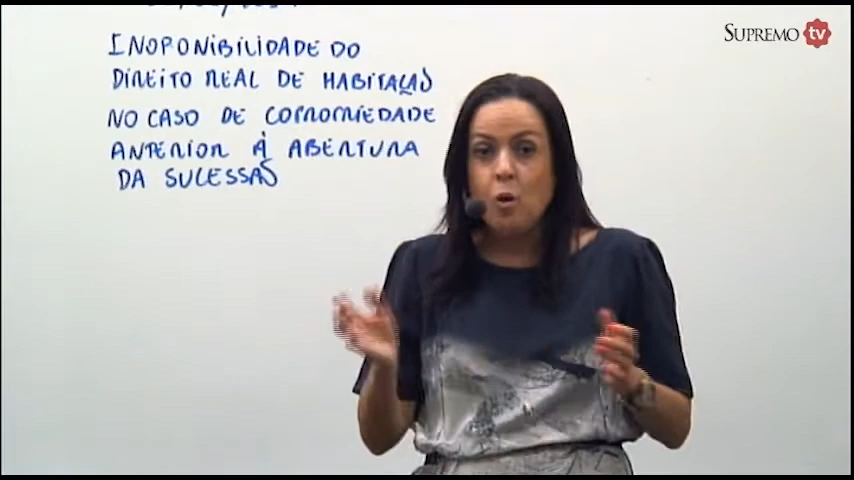 SUPREMO tv
INOPONIBILIDADE DO
DIREITO REAL DE HABITAÇÃO
NO CASO DE COPROPRIEDADE
ANTERIOR À ABERTURA
DA SUCESSÃO